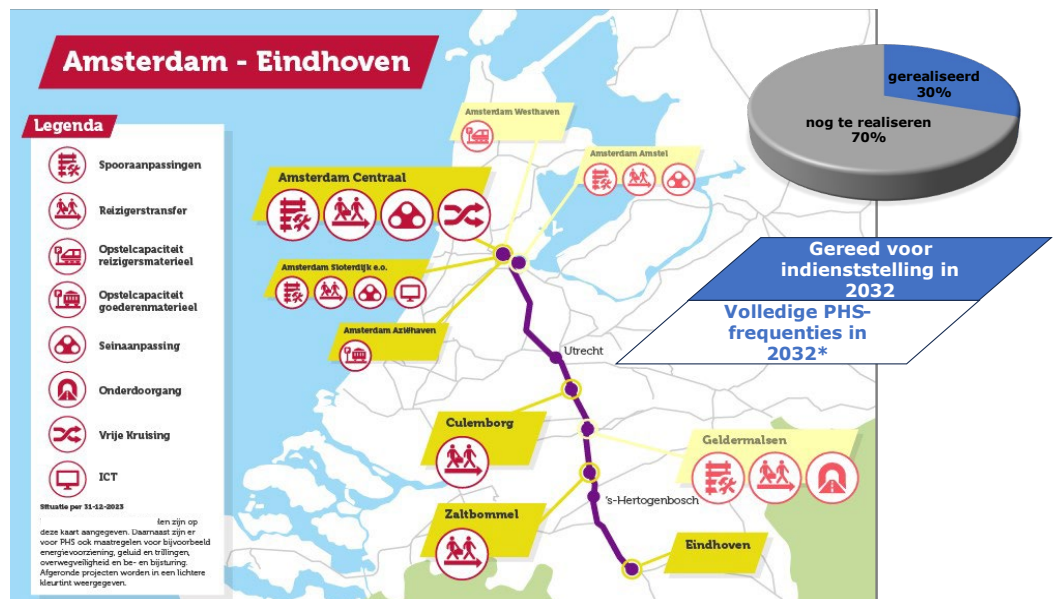 Amsterdam - Eindhoven
Legenda
Spooraanpassingen
Reizigerstransfer
Opstelcapaciteit
reizigersmaterieel
Opstelcapaciteit
goederenmaterieel
Seinaanpassing
Onderdoorgang
Vrije Kruising
ICT
Situatie per 31-12-2023
zijn op
deze kaart aangegeven. Daarnaast zijn er
voor PHS ook maatregelen voor bijvoorbeeld
energievoorziening, geluid en trillingen,
overwegveiligheid en be- en bijsturing.
Afgeronde projecten worden in een lichtere
kleurtint weergegeven.
Amsterdam Westhaven
Amsterdam Amstel
Amsterdam Centraal
Amsterdam Sloterdijk e.o.
Amsterdam Aziëhaven
Utrecht
Culemborg
Geldermalsen
's-Hertogenbosch
Zaltbommel
Eindhoven
gerealiseerd
30%
nog te realiseren
70%
Gereed voor
indienststelling in
2032
Volledige PHS-
frequenties in
2032*